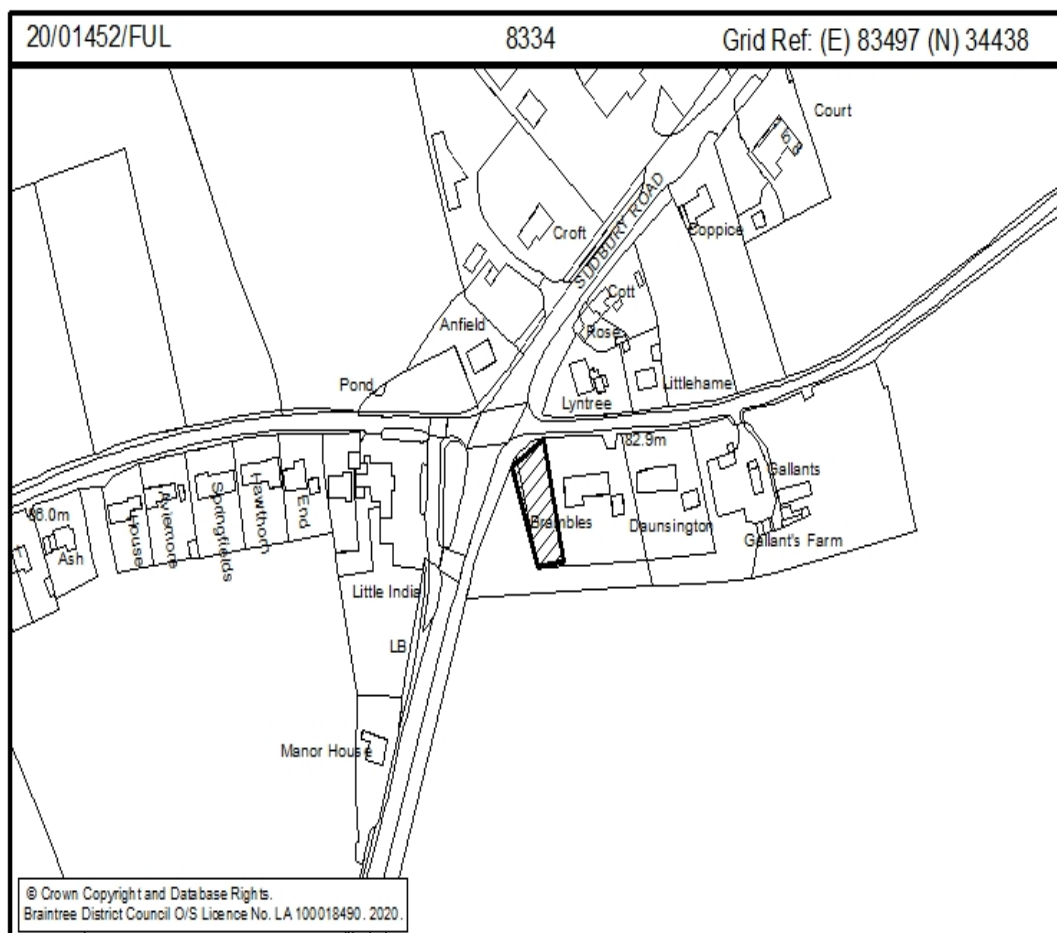 20/01452/FUL 8334 Grid Ref: (E) 83497 (N) 34438
Court
Croft
SUDBURY ROAD
Coppice
Cott
Anfield
Rose
Pond
Littlehame
Lyntree
82.9m
Gallants
Brambles
Daunsington
Gallant's Farm
Ash
House
Aviemore
Springfields
Hawthorn
End
Little India
LB
Manor House
© Crown Copyright and Database Rights.
Braintree District Council O/S Licence No. LA 100018490. 2020.